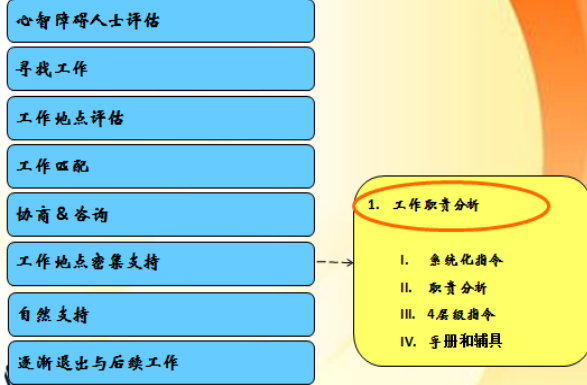 心智障碍人士评估
寻找工作
工作地点评估
工作匹配
协商&咨询
工作地点密集支持
自然支持
逐渐退出与后续工作
1. 工作职责分析
I. 系统化指令
II. 职责分析
III. 4层级指令
IV. 手册和辅具